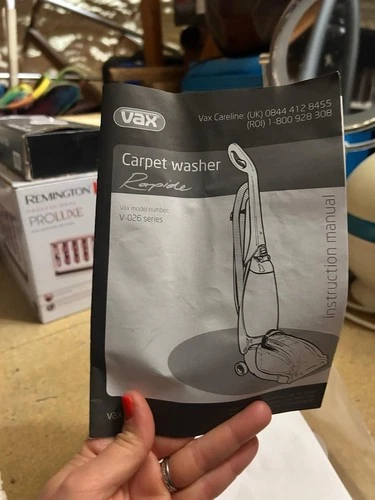 VAX
Vax Careline: (UK) 0844 412 8455
(ROI) 1-800 928 308
Carpet washer
Rapide
Vax model number:
V-026 series
instruction manual
REMINGTON
PROLUXE